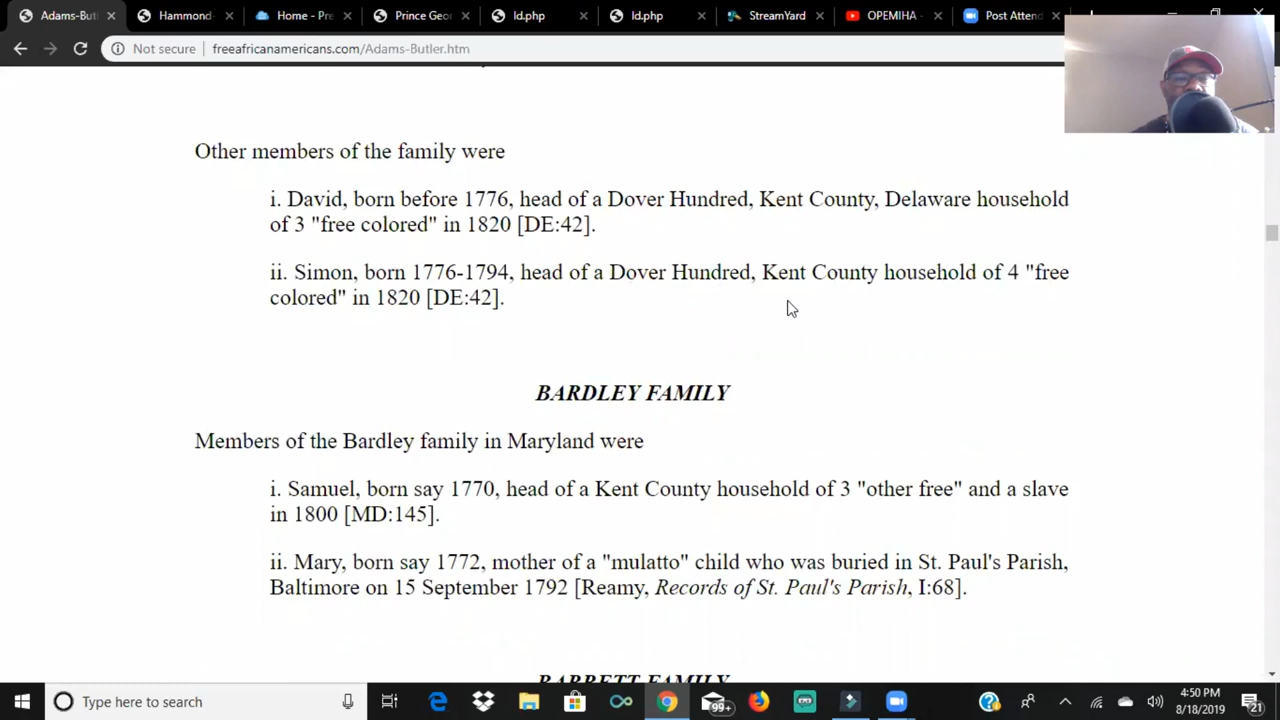 Adams-Butl
Hammond-
Home - Pre
Prince Geor
ld.php
ld.php
StreamYard
OPEMIHA -
Post Attend
Not secure
freeafricanamericans.com/Adams-Butler.htm
Other members of the family were
i. David, born before 1776, head of a Dover Hundred, Kent County, Delaware household
of 3 "free colored" in 1820 [DE:42].
ii. Simon, born 1776-1794, head of a Dover Hundred, Kent County household of 4 "free
colored" in 1820 [DE:42].
BARDLEY FAMILY
Members of the Bardley family in Maryland were
i. Samuel, born say 1770, head of a Kent County household of 3 "other free" and a slave
in 1800 [MD:145].
ii. Mary, born say 1772, mother of a "mulatto" child who was buried in St. Paul's Parish,
Baltimore on 15 September 1792 [Reamy, Records of St. Paul's Parish, I:68].
FAMILY
Type here to search
99+
4:50 PM
8/18/2019
21